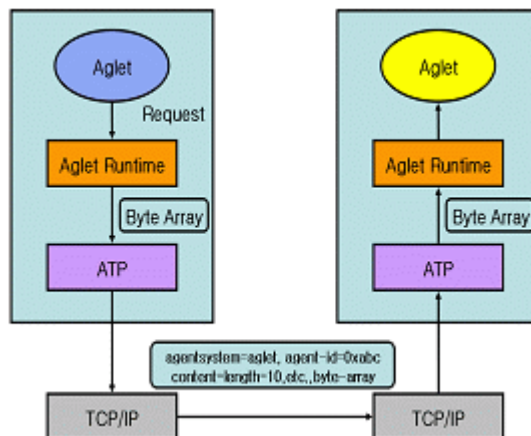 Aglet
Aglet
Request
Aglet Runtime
Aglet Runtime
Byte Array
Byte Array
ATP
ATP
agentsystem=aglet, agent-id=0xabc
content=length=10,etc.,byte-array
TCP/IP
TCP/IP